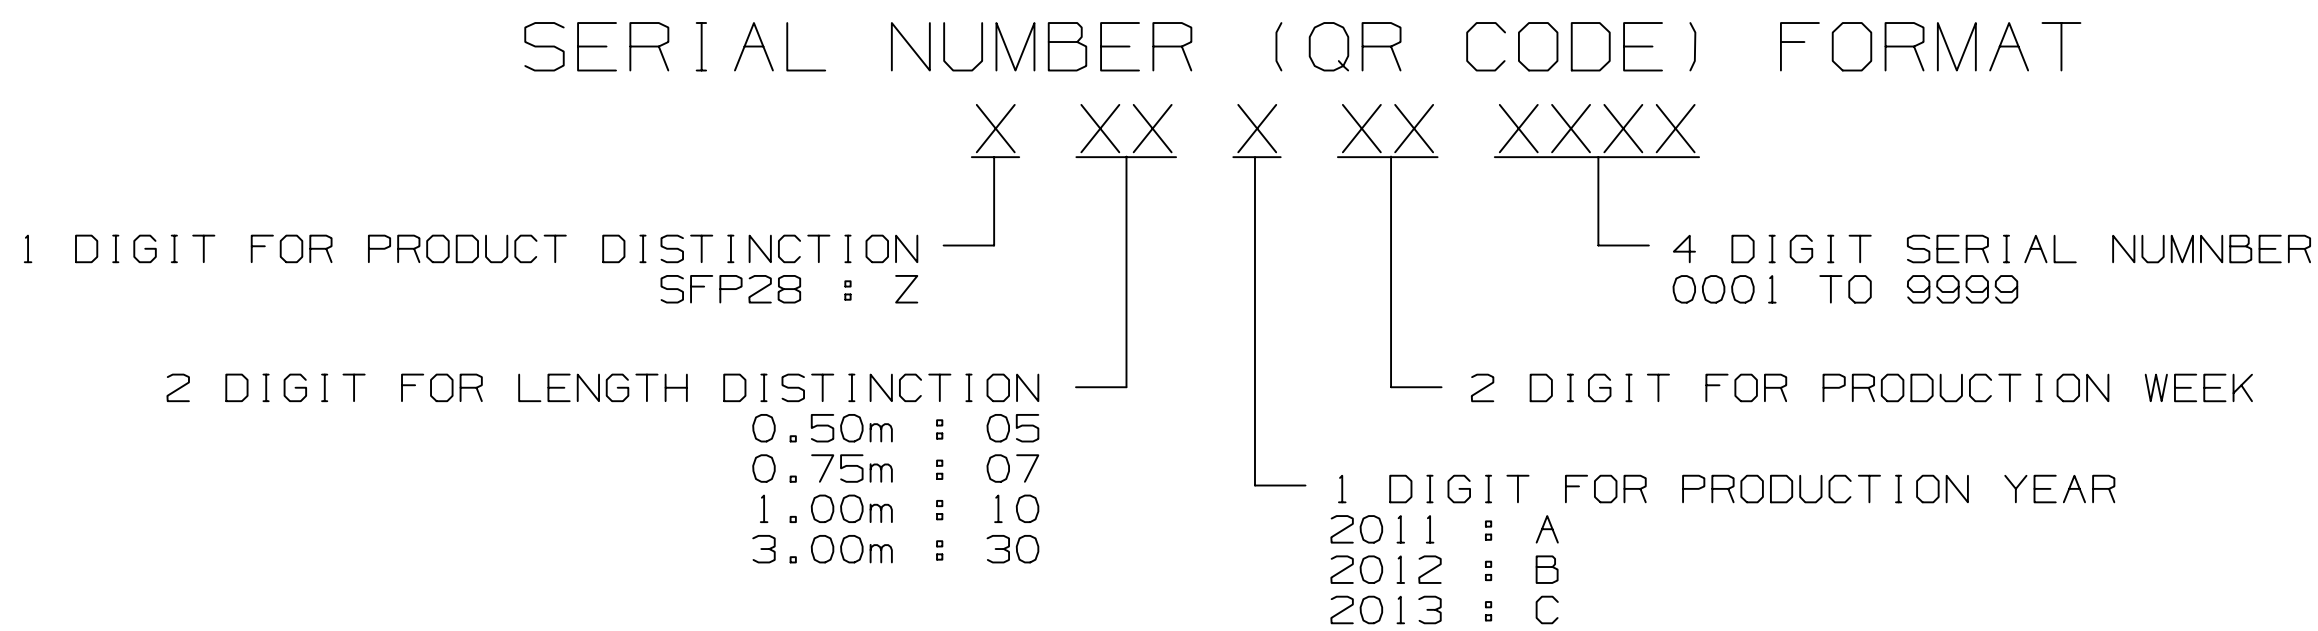 SERIAL NUMBER (QR CODE) FORMAT
X XX X XX XXXX
1 DIGIT FOR PRODUCT DISTINCTION
SFP28 : Z
4 DIGIT SERIAL NUMNBER
0001 TO 9999
2 DIGIT FOR LENGTH DISTINCTION
0.50m : 05
0.75m : 07
1.00m : 10
3.00m : 30
2 DIGIT FOR PRODUCTION WEEK
1 DIGIT FOR PRODUCTION YEAR
2011 : A
2012 : B
2013 : C